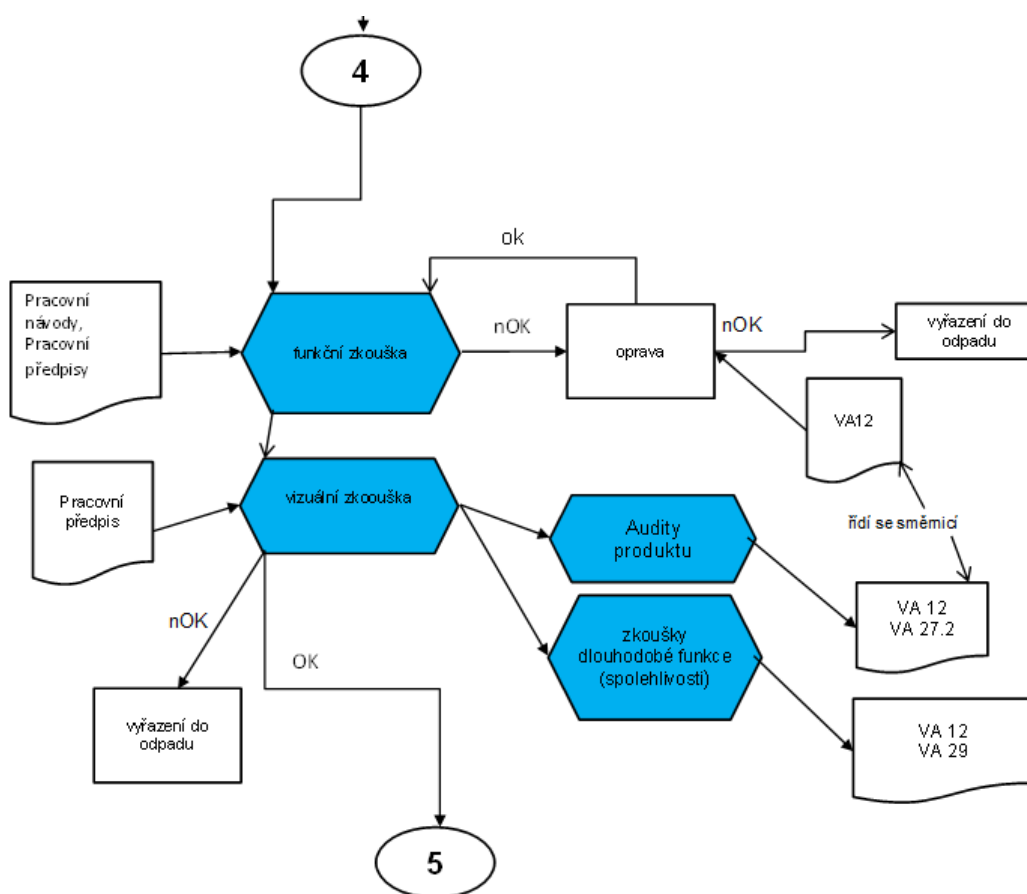 4
ok
Pracovní
návody,
Pracovní
předpisy
funkční zkouška
nOK
oprava
nOK
vyřazení do
odpadu
VA12
Pracovní
předpis
vizuální zkoouška
Audity
produktu
řídí se směrnicí
VA 12
VA 27.2
nOK
OK
zkoušky
dlouhodobé funkce
(spolehlivosti)
vyřazení do
odpadu
VA 12
VA 29
5